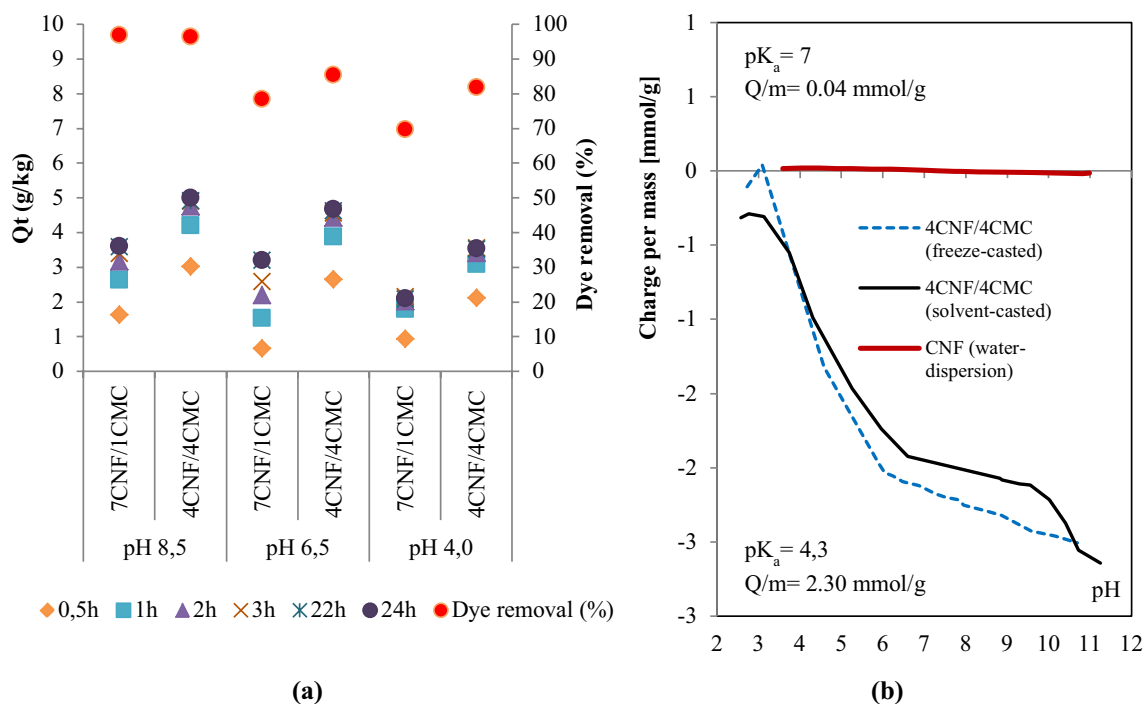 10
9
8
7
6
5
4
3
2
1
0
Qt (g/kg)
100
90
80
70
60
50
40
30
20
10
0
Dye removal (%)
7CNF/1CMC
4CNF/4CMC
7CNF/1CMC
4CNF/4CMC
7CNF/1CMC
4CNF/4CMC
pH 8,5 pH 6,5 pH 4,0
0,5h 1h 2h 3h 22h 24h Dye removal (%)
(a)
1
1
0
-1
-1
-2
-2
-3
-3
Charge per mass [mmol/g]
pKa= 7
Q/m= 0.04 mmol/g
4CNF/4CMC
(freeze-casted)
4CNF/4CMC
(solvent-casted)
CNF (water-
dispersion)
pKa= 4,3
Q/m= 2.30 mmol/g
pH
2 3 4 5 6 7 8 9 10 11 12
(b)